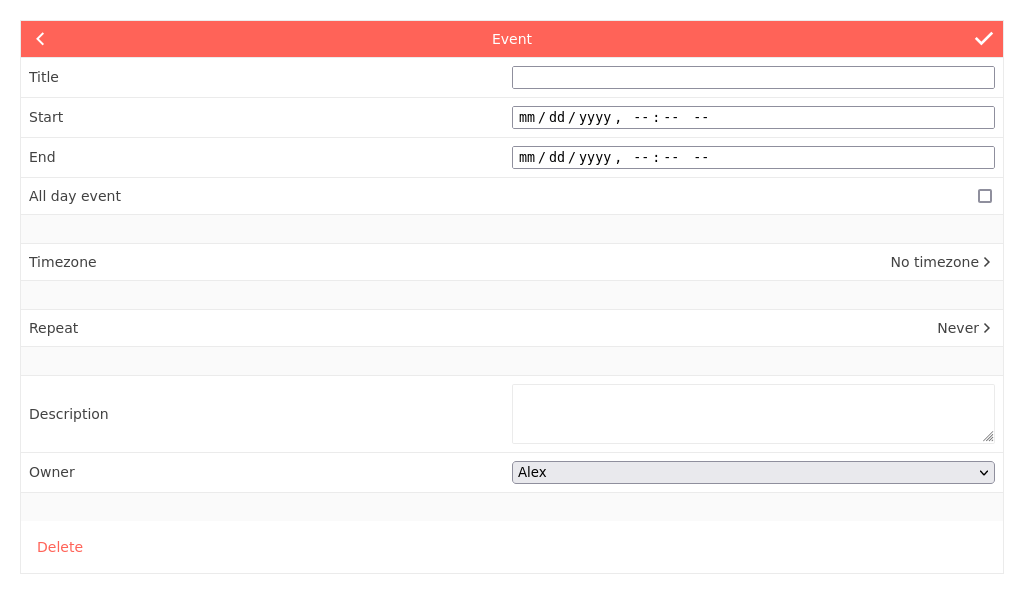 Event
Title
Start mm/dd/yyyy, --:-- --
End mm/dd/yyyy, --:-- --
All day event
Timezone No timezone
Repeat Never
Description
Owner Alex
Delete